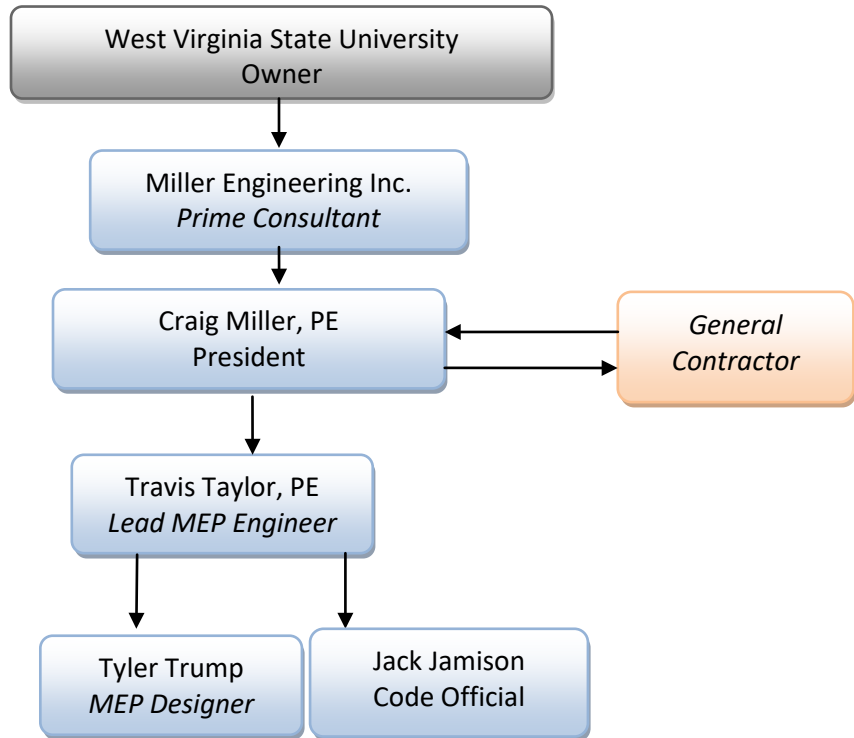 West Virginia State University
Owner
Miller Engineering Inc.
Prime Consultant
Craig Miller, PE
President
General
Contractor
Travis Taylor, PE
Lead MEP Engineer
Tyler Trump
MEP Designer
Jack Jamison
Code Official